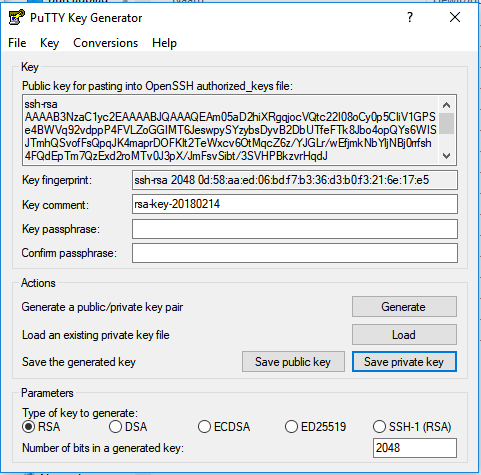 PuTTY Key Generator
?
File Key Conversions Help
Key
Public key for pasting into OpenSSH authorized_keys file:
ssh-rsa
AAAAB3NzaC1yc2EAAAABJQAAAQEAm05aD2hiXRgqjocVQtc22I08oCy0p5CliV1GPS
e4BWVq92vdppP4FVLZoGGIMT6JeswpySYzybsDyvB2DbUTfeFTk8Jbo4opQYs6WIS
JTmhQSvofFsQpqJK4maprDOFKIt2TeWxcv6OtMqcZ6z/YJGLr/wEfjmkNbYIjNBj0rrfsh
4FQdEpTm7QzExd2roMTv0J3pX/JmFsvSibt/3SVHPBkzvrHqdJ
Key fingerprint: ssh-rsa 2048 0d:58:aa:ed:06:bd:f7:b3:36:d3:b0:f3:21:6e:17:e5
Key comment: rsa-key-20180214
Key passphrase:
Confirm passphrase:
Actions
Generate a public/private key pair Generate
Load an existing private key file Load
Save the generated key Save public key Save private key
Parameters
Type of key to generate:
RSA DSA ECDSA ED25519 SSH-1 (RSA)
Number of bits in a generated key: 2048